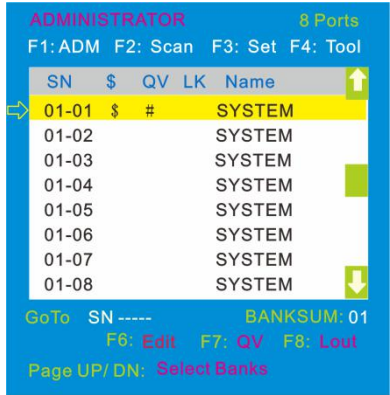 ADMINISTRATOR 8 Ports
F1: ADM F2: Scan F3: Set F4: Tool
SN $ QV LK Name
01-01 $ # SYSTEM
01-02 SYSTEM
01-03 SYSTEM
01-04 SYSTEM
01-05 SYSTEM
01-06 SYSTEM
01-07 SYSTEM
01-08 SYSTEM
GoTo SN ----- BANKSUM: 01
F6: Edit F7: QV F8: Lout
Page UP/ DN: Select Banks